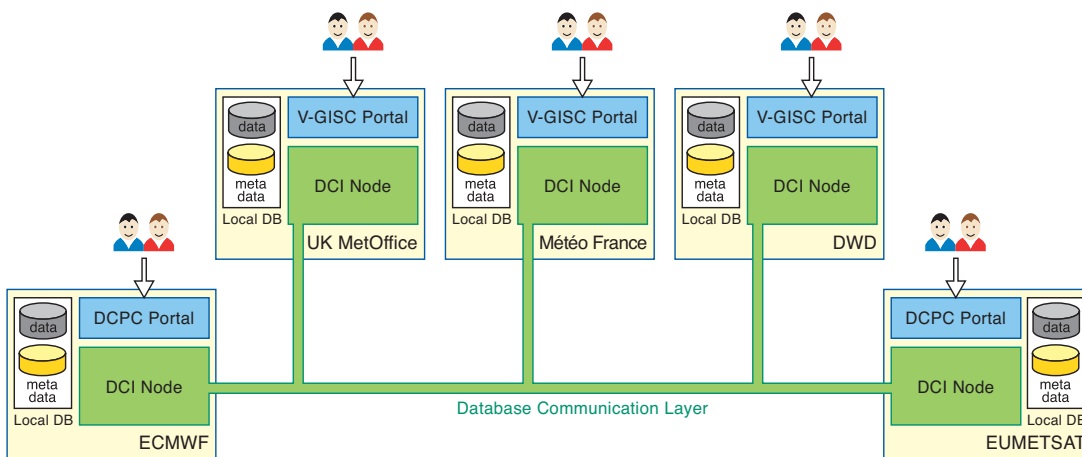 data
meta
data
Local DB
V-GISC Portal
DCI Node
UK MetOffice
data
meta
data
Local DB
V-GISC Portal
DCI Node
Météo France
data
meta
data
Local DB
V-GISC Portal
DCI Node
DWD
data
meta
data
Local DB
DCPC Portal
DCI Node
ECMWF
Database Communication Layer
DCPC Portal
DCI Node
data
meta
data
Local DB
EUMETSAT